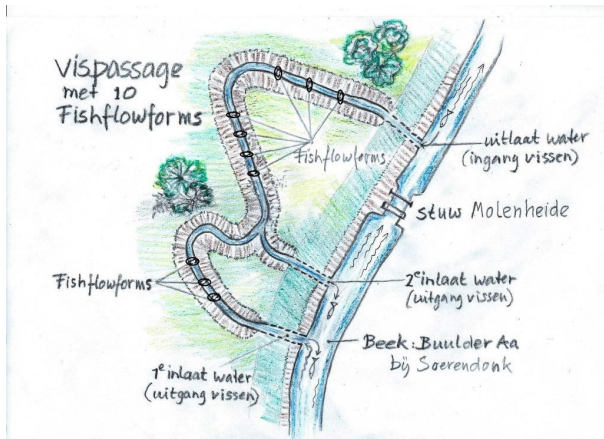 Vispassage
met 10
Fishflowforms
Fishflowforms
uitlaat water
(ingang vissen)
stuw Molenheide
Fishflowforms
2e inlaat water
(uitgang vissen)
Beek: Buulder Aa
bij Soerendonk
1e inlaat water
(uitgang vissen)